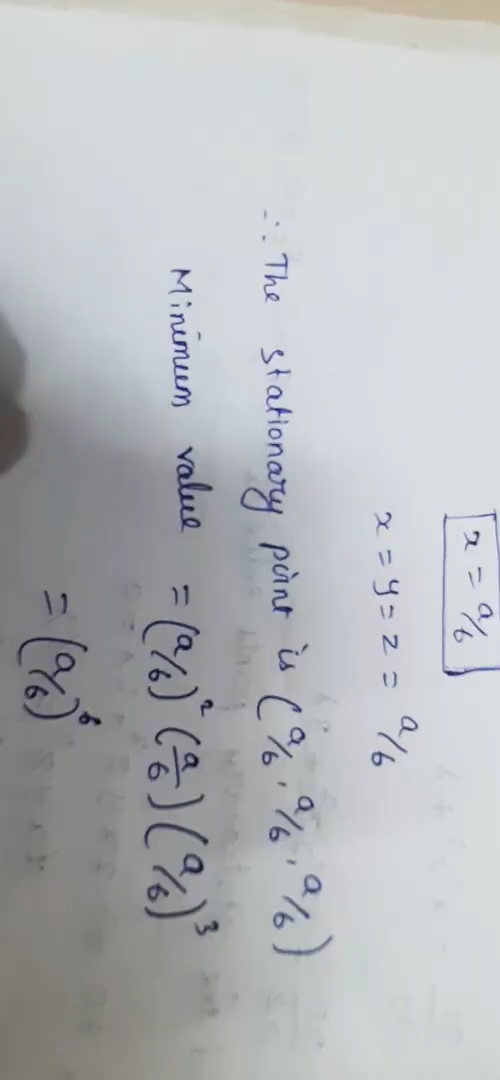 x = a/6
x = y = z = a/6
∴ The stationary point is (a/6, a/6, a/6)
Minimum value = (a/6)² (a/6) (a/6)³
= (a/6)⁶